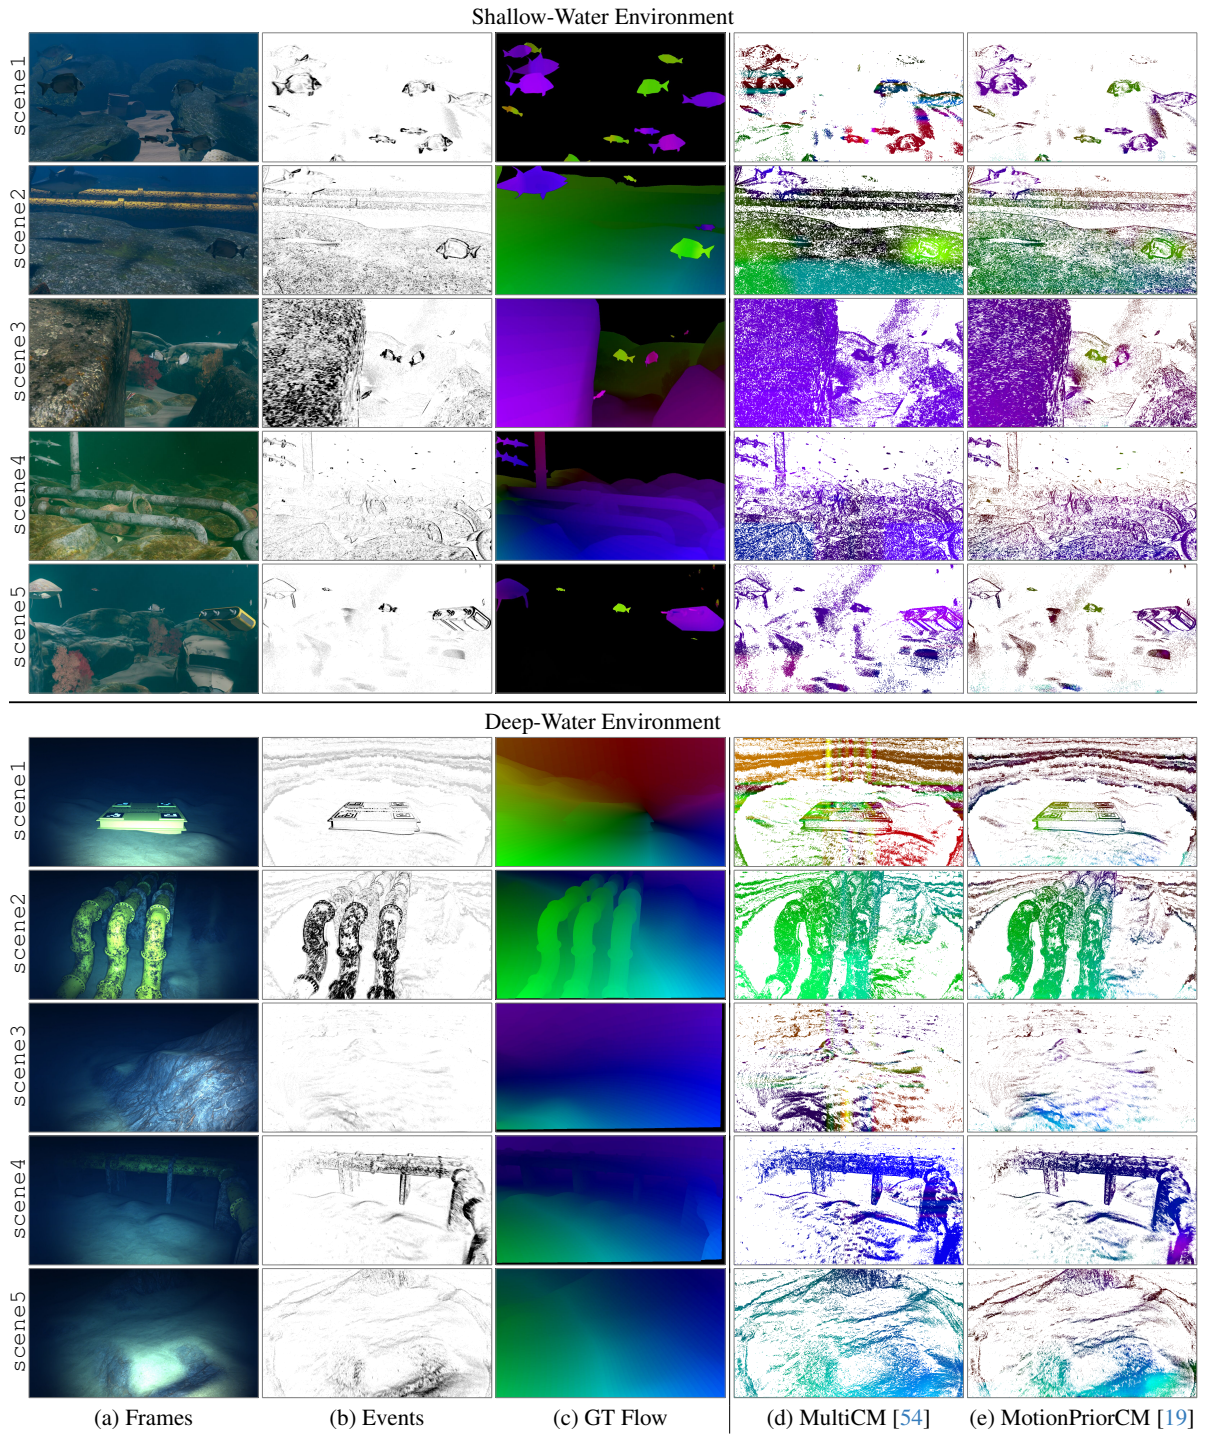 Shallow-Water Environment
scene1
scene2
scene3
scene4
scene5
Deep-Water Environment
scene1
scene2
scene3
scene4
scene5
(a) Frames
(b) Events
(c) GT Flow
(d) MultiCM [54]
(e) MotionPriorCM [19]